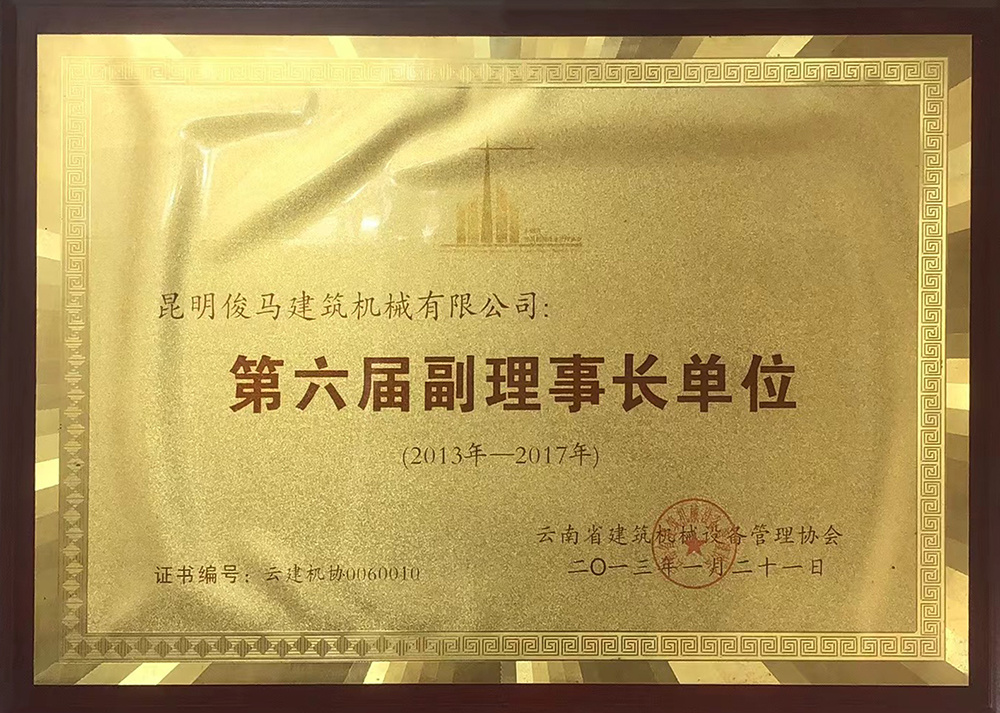 昆明俊马建筑机械有限公司:
第六届副理事长单位
(2013年—2017年)
云南省建筑机械设备管理协会
证书编号：云建机协0060010
二〇一三年一月二十一日